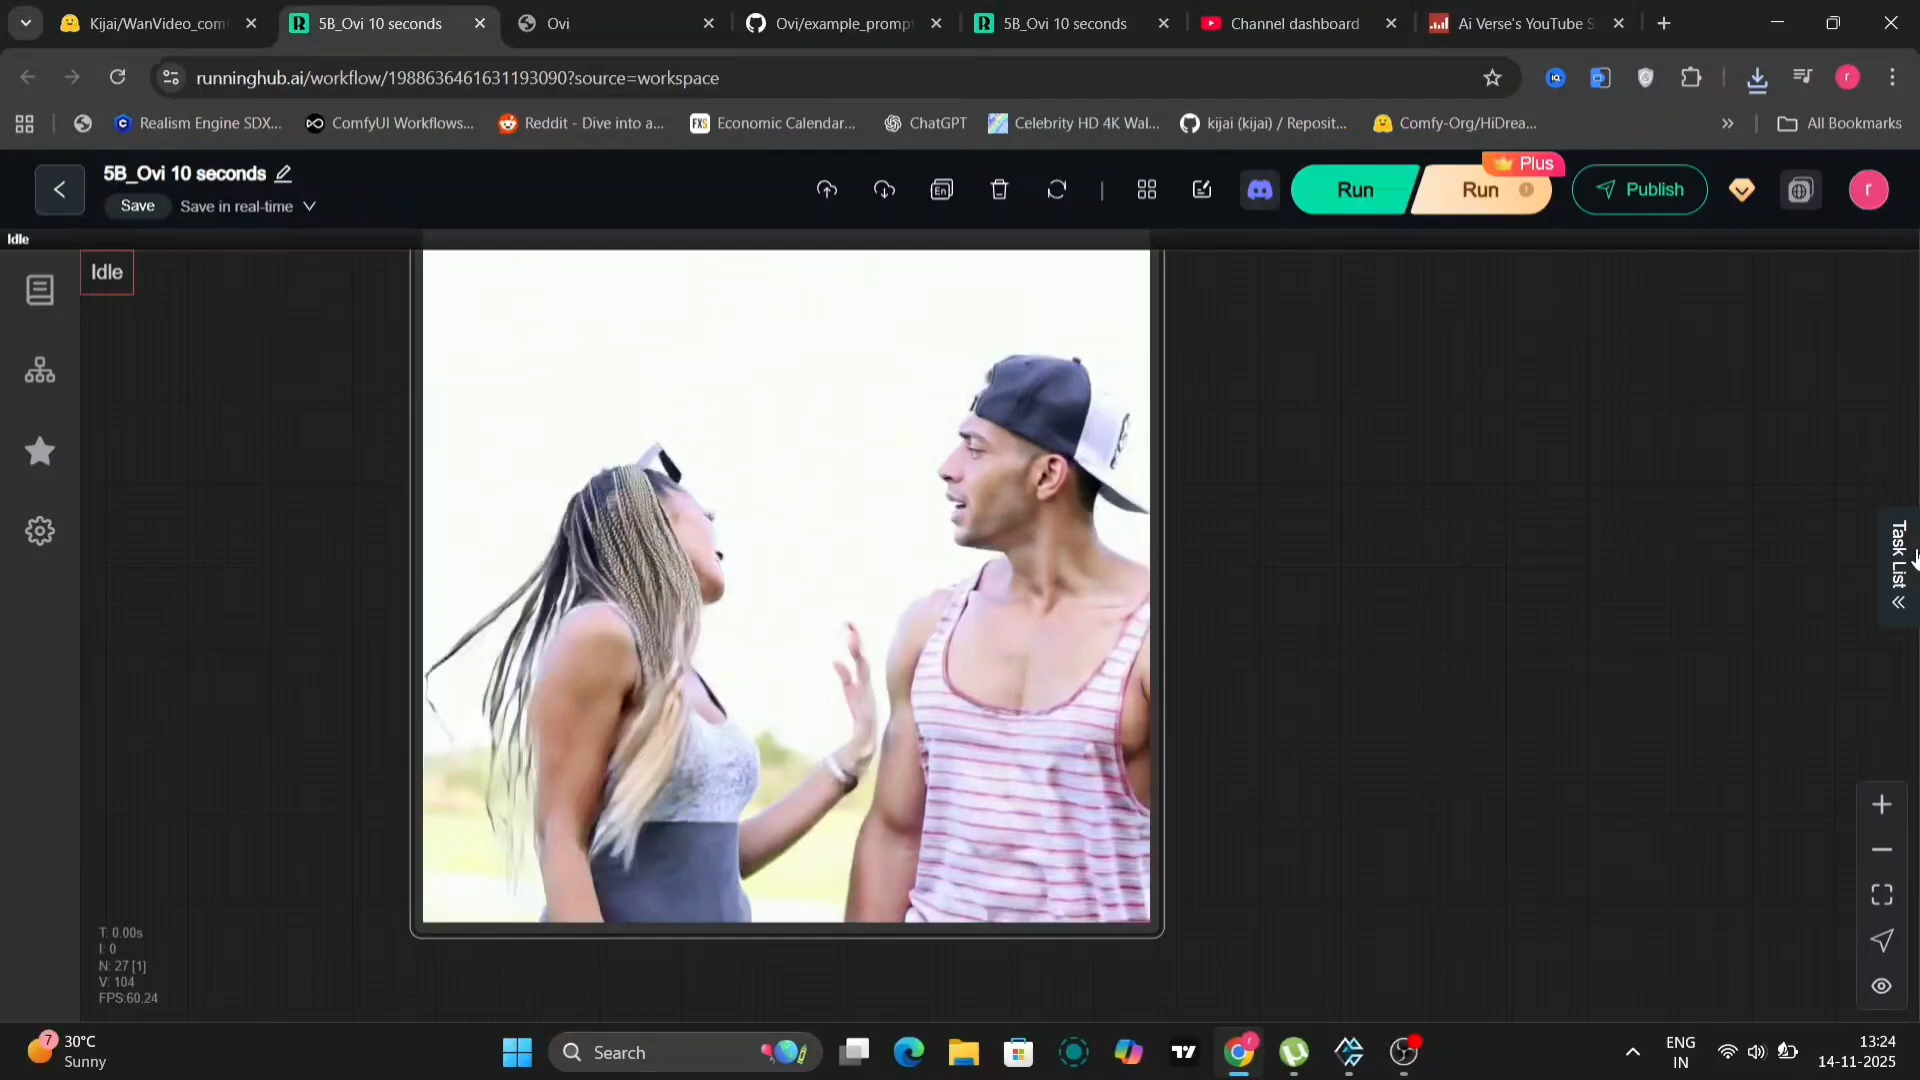 Kijai/WanVideo_com
5B_Ovi 10 seconds
Ovi
Ovi/example_promp
5B_Ovi 10 seconds
Channel dashboard
Ai Verse's YouTube S
runninghub.ai/workflow/1988636461631193090?source=workspace
r
Realism Engine SDX...
ComfyUI Workflows...
Reddit - Dive into a...
FXS
Economic Calendar...
ChatGPT
Celebrity HD 4K Wal...
kijai (kijai) / Reposit...
Comfy-Org/HiDrea...
All Bookmarks
5B_Ovi 10 seconds
Save
Save in real-time
En
Run
Run
Plus
Publish
r
Idle
Idle
Task List
T: 0.00s
I: 0
N: 27 [1]
V: 104
FPS:60.24
7
30°C
Sunny
Search
ENG
IN
13:24
14-11-2025